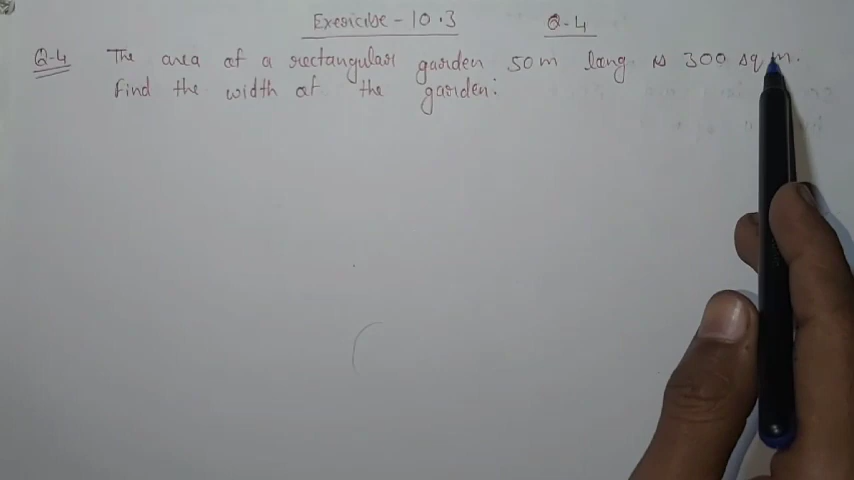 Exercise - 10.3 Q-4
Q-4 The area of a rectangular garden 50m long is 300 sq m.
Find the width of the garden: